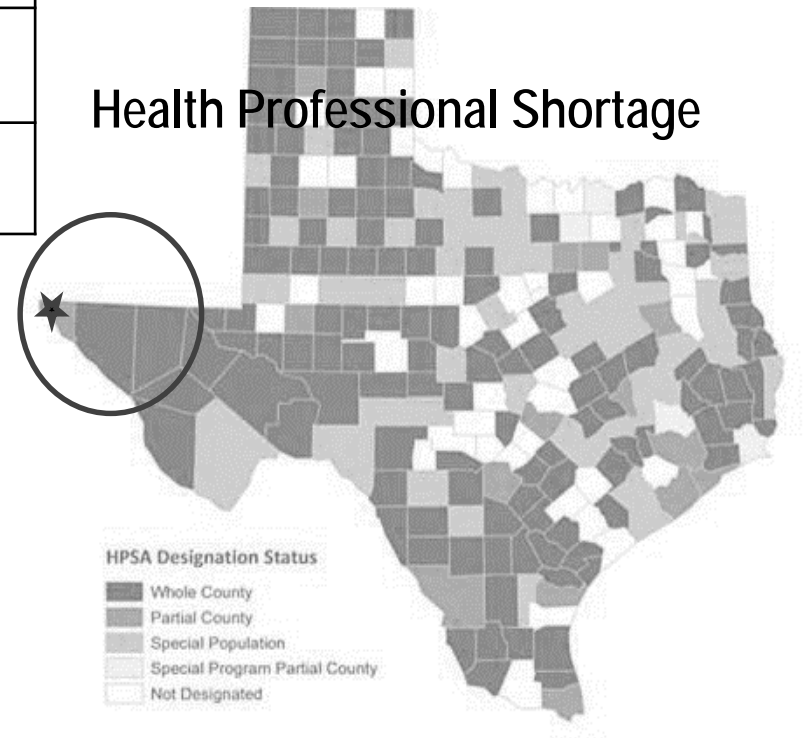 Health Professional Shortage
HPSA Designation Status
Whole County
Partial County
Special Population
Special Program Partial County
Not Designated